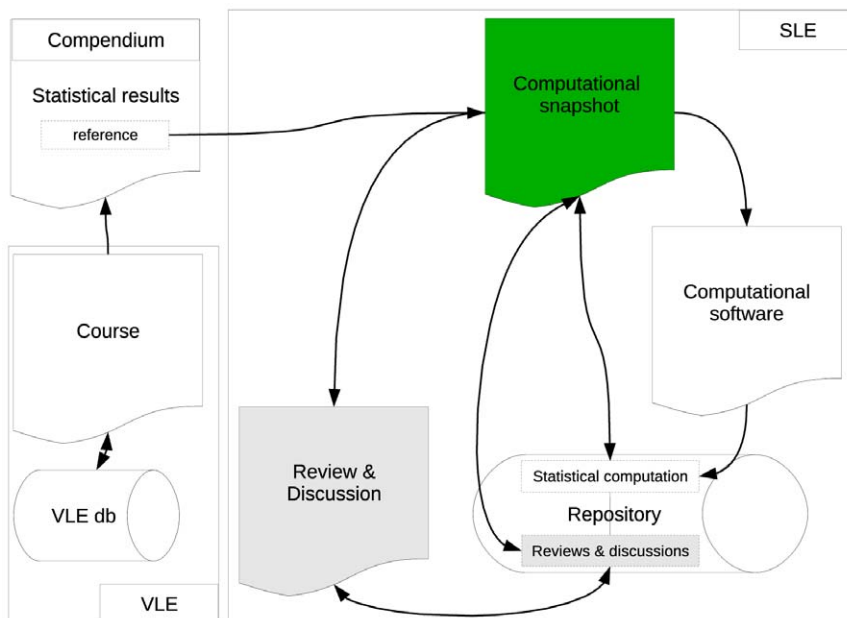 Compendium
SLE
Statistical results
reference
Computational
snapshot
Course
Computational
software
Review &
Discussion
Statistical computation
VLE db
Repository
Reviews & discussions
VLE